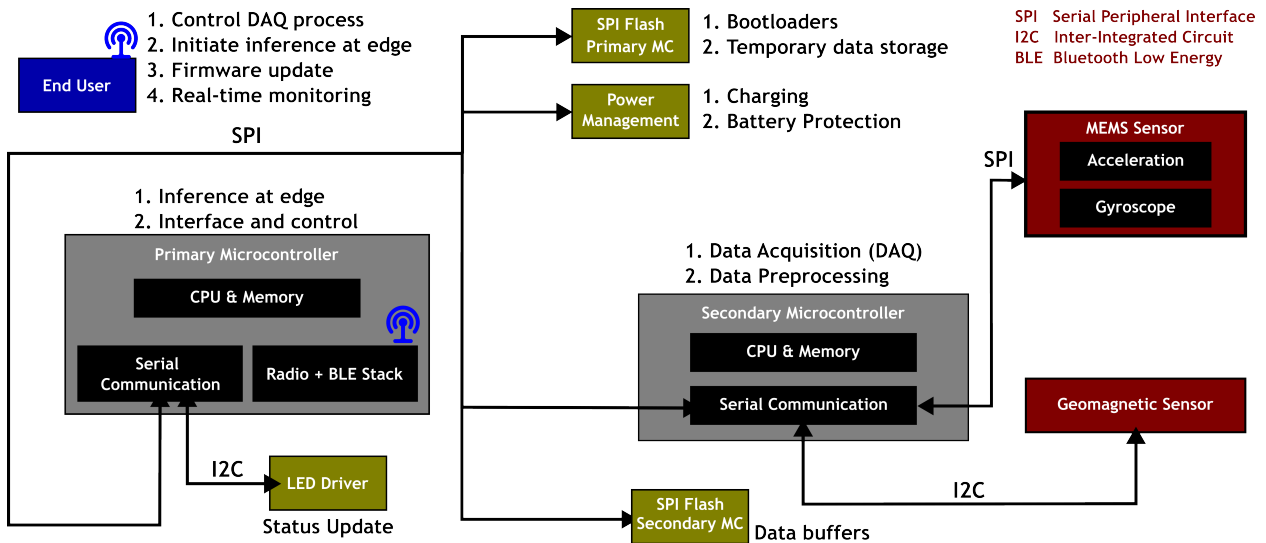 1. Control DAQ process
2. Initiate inference at edge
3. Firmware update
4. Real-time monitoring
End User
SPI
SPI Flash
Primary MC
1. Bootloaders
2. Temporary data storage
Power
Management
1. Charging
2. Battery Protection
SPI Serial Peripheral Interface
I2C Inter-Integrated Circuit
BLE Bluetooth Low Energy
MEMS Sensor
Acceleration
Gyroscope
SPI
1. Inference at edge
2. Interface and control
Primary Microcontroller
CPU & Memory
Serial
Communication
Radio + BLE Stack
1. Data Acquisition (DAQ)
2. Data Preprocessing
Secondary Microcontroller
CPU & Memory
Serial Communication
Geomagnetic Sensor
I2C
LED Driver
Status Update
I2C
SPI Flash
Secondary MC
Data buffers